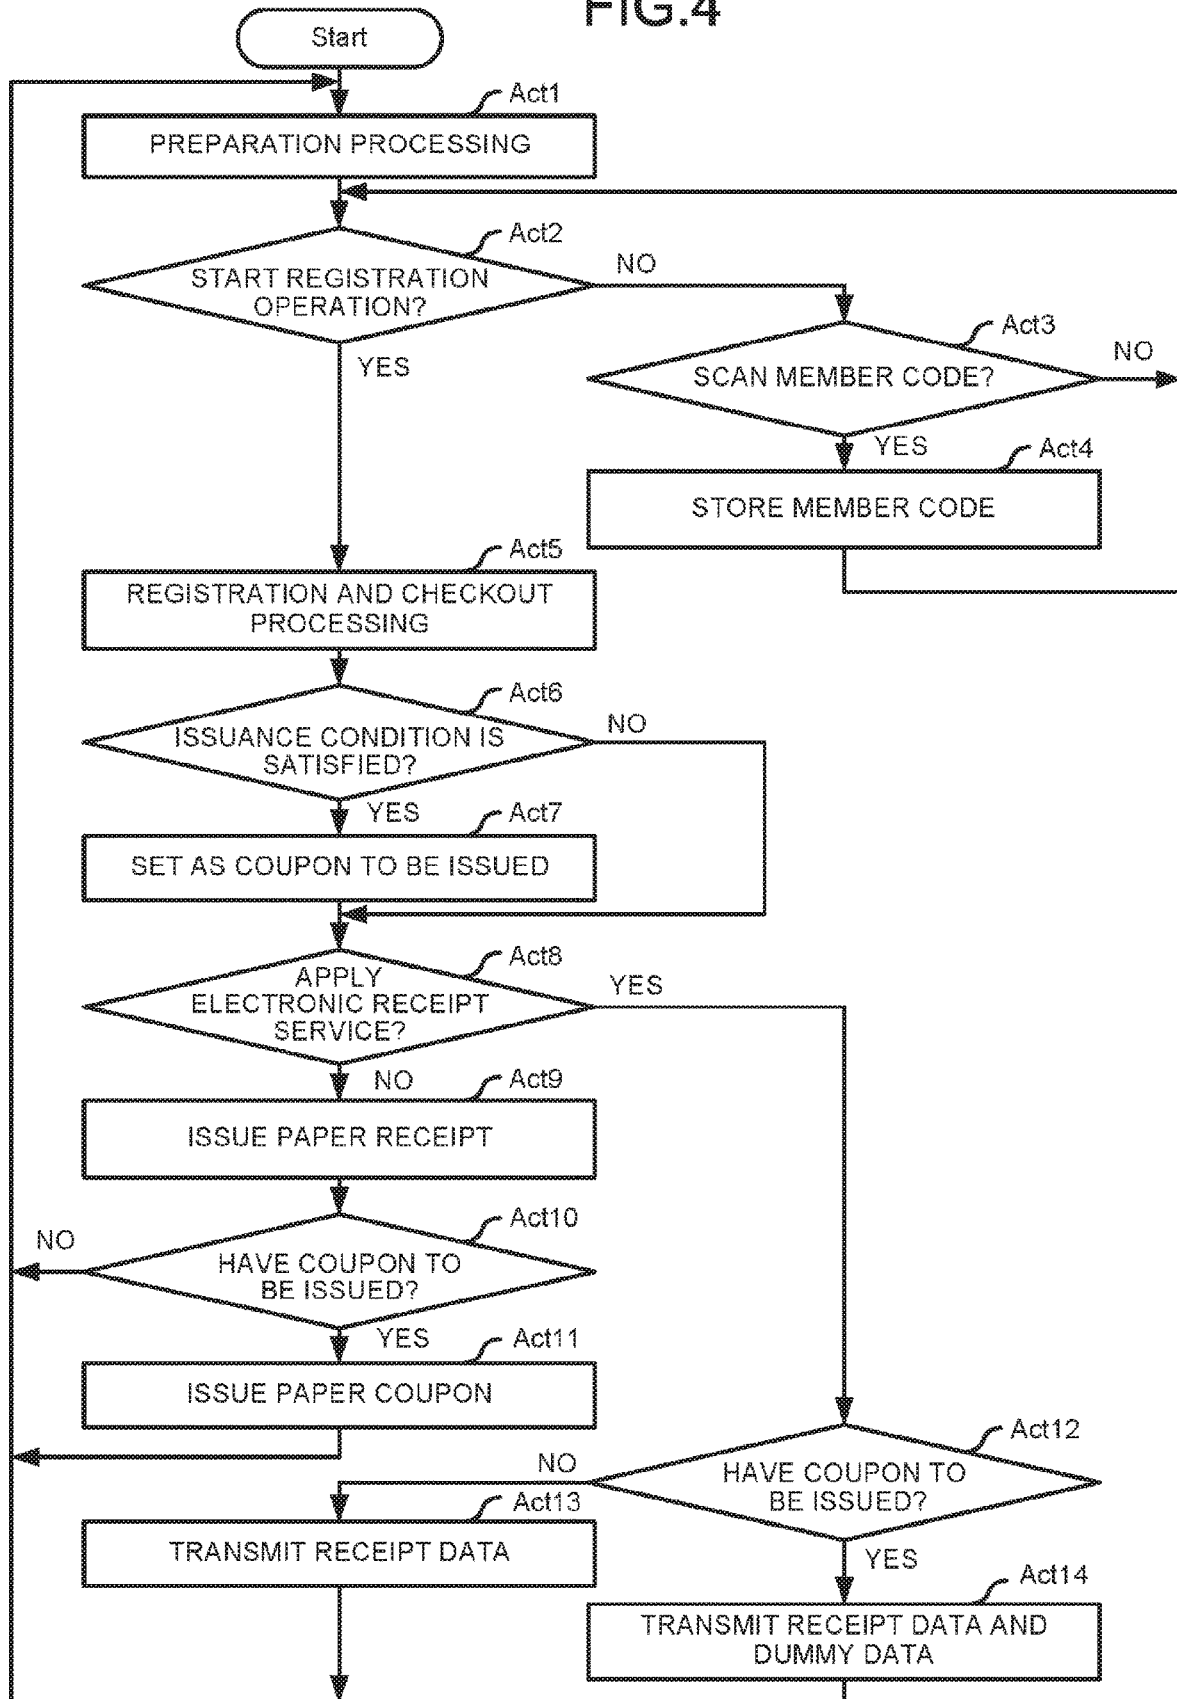 FIG.4
Start
Act1
PREPARATION PROCESSING
Act2
START REGISTRATION
OPERATION?
NO
YES
Act3
SCAN MEMBER CODE?
NO
YES
Act4
STORE MEMBER CODE
Act5
REGISTRATION AND CHECKOUT
PROCESSING
Act6
ISSUANCE CONDITION IS
SATISFIED?
NO
YES
Act7
SET AS COUPON TO BE ISSUED
Act8
APPLY
ELECTRONIC RECEIPT
SERVICE?
YES
NO
Act9
ISSUE PAPER RECEIPT
Act10
HAVE COUPON TO
BE ISSUED?
NO
YES
Act11
ISSUE PAPER COUPON
Act12
HAVE COUPON TO
BE ISSUED?
NO
YES
Act13
TRANSMIT RECEIPT DATA
Act14
TRANSMIT RECEIPT DATA AND
DUMMY DATA